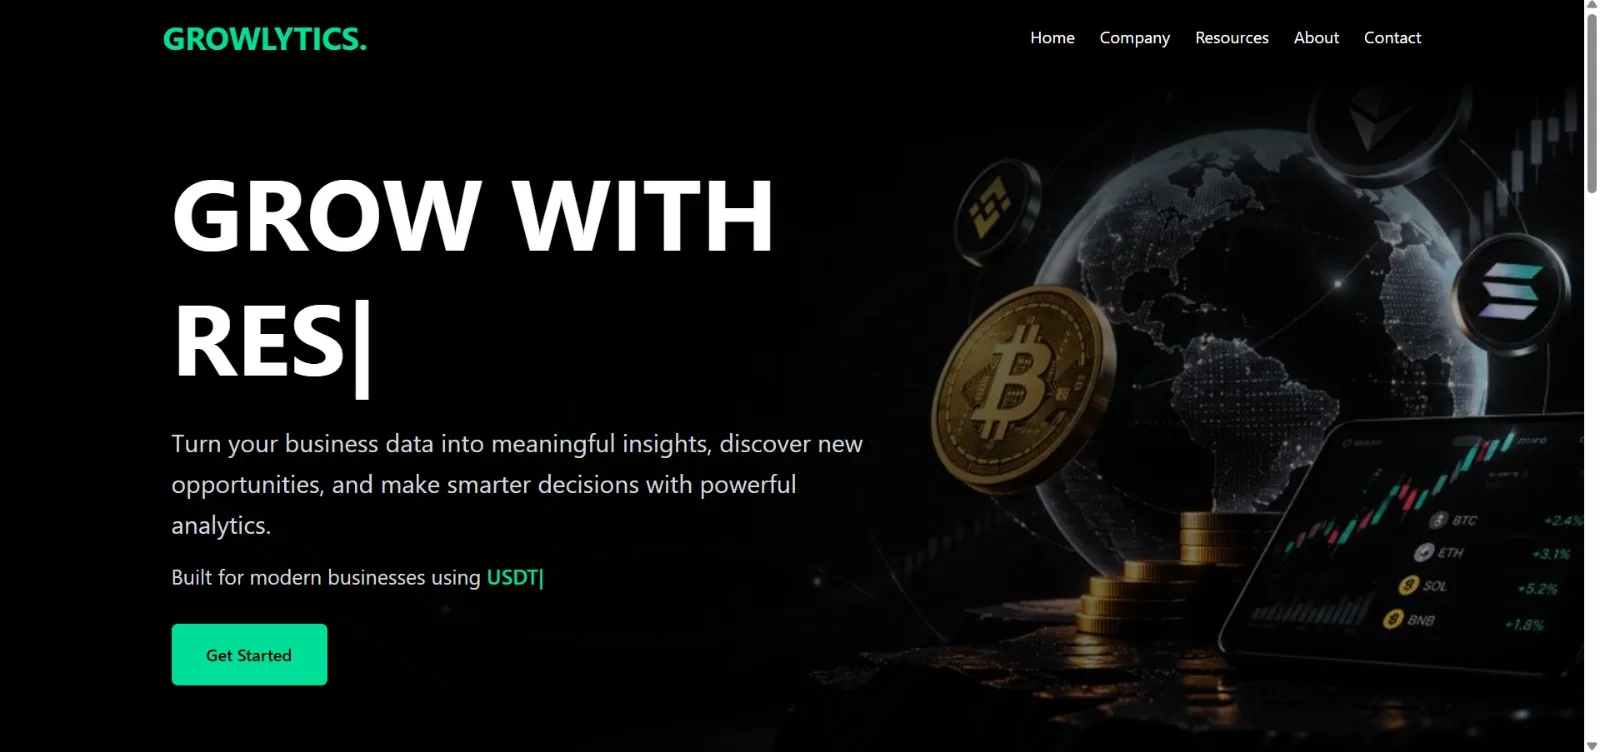 GROWLYTICS.
Home Company Resources About Contact
GROW WITH
RES|
Turn your business data into meaningful insights, discover new
opportunities, and make smarter decisions with powerful
analytics.
Built for modern businesses using USDT|
Get Started
BTC +2.4%
ETH +3.1%
SOL +5.2%
BNB +1.8%